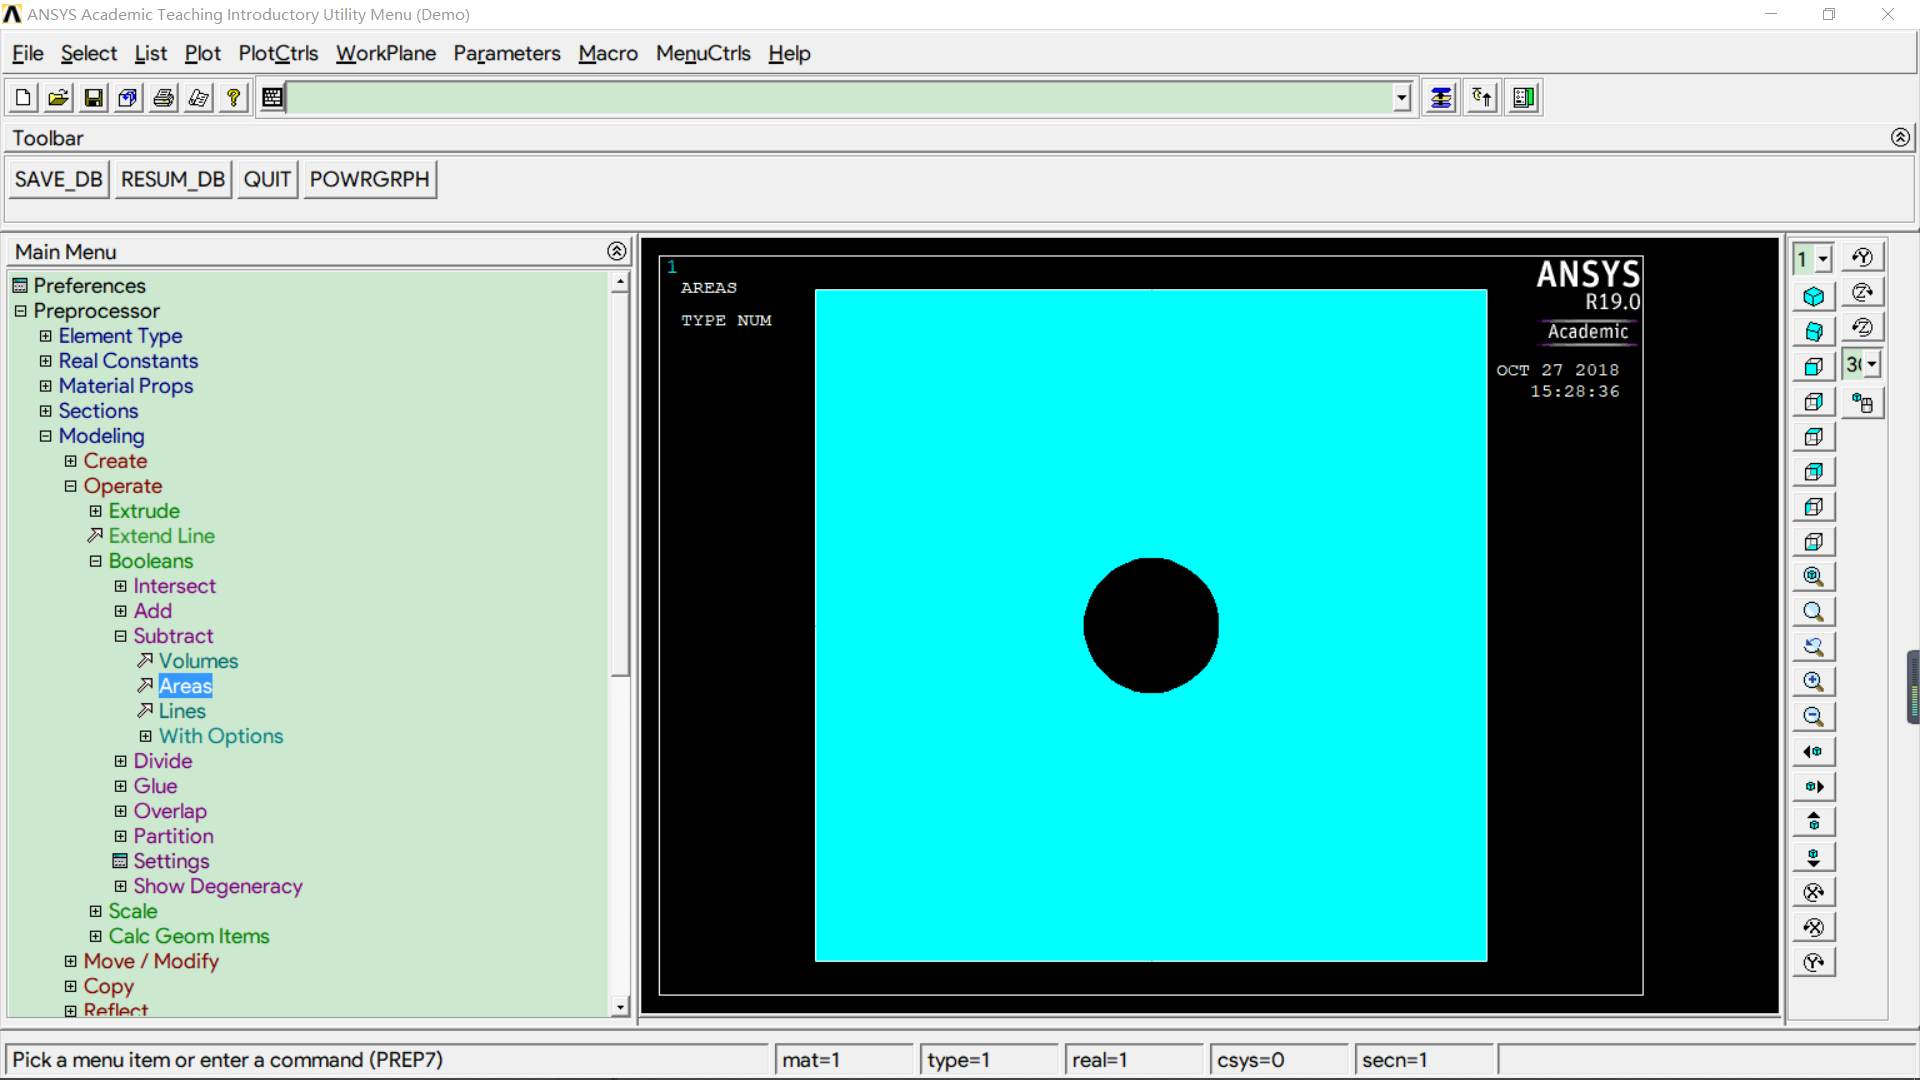 ANSYS Academic Teaching Introductory Utility Menu (Demo)
File Select List Plot PlotCtrls WorkPlane Parameters Macro MenuCtrls Help
Toolbar
SAVE_DB RESUM_DB QUIT POWRGRPH
Main Menu
Preferences
Preprocessor
Element Type
Real Constants
Material Props
Sections
Modeling
Create
Operate
Extrude
Extend Line
Booleans
Intersect
Add
Subtract
Volumes
Areas
Lines
With Options
Divide
Glue
Overlap
Partition
Settings
Show Degeneracy
Scale
Calc Geom Items
Move / Modify
Copy
Reflect
1
AREAS
TYPE NUM
ANSYS
R19.0
Academic
OCT 27 2018
15:28:36
1
Pick a menu item or enter a command (PREP7) mat=1 type=1 real=1 csys=0 secn=1